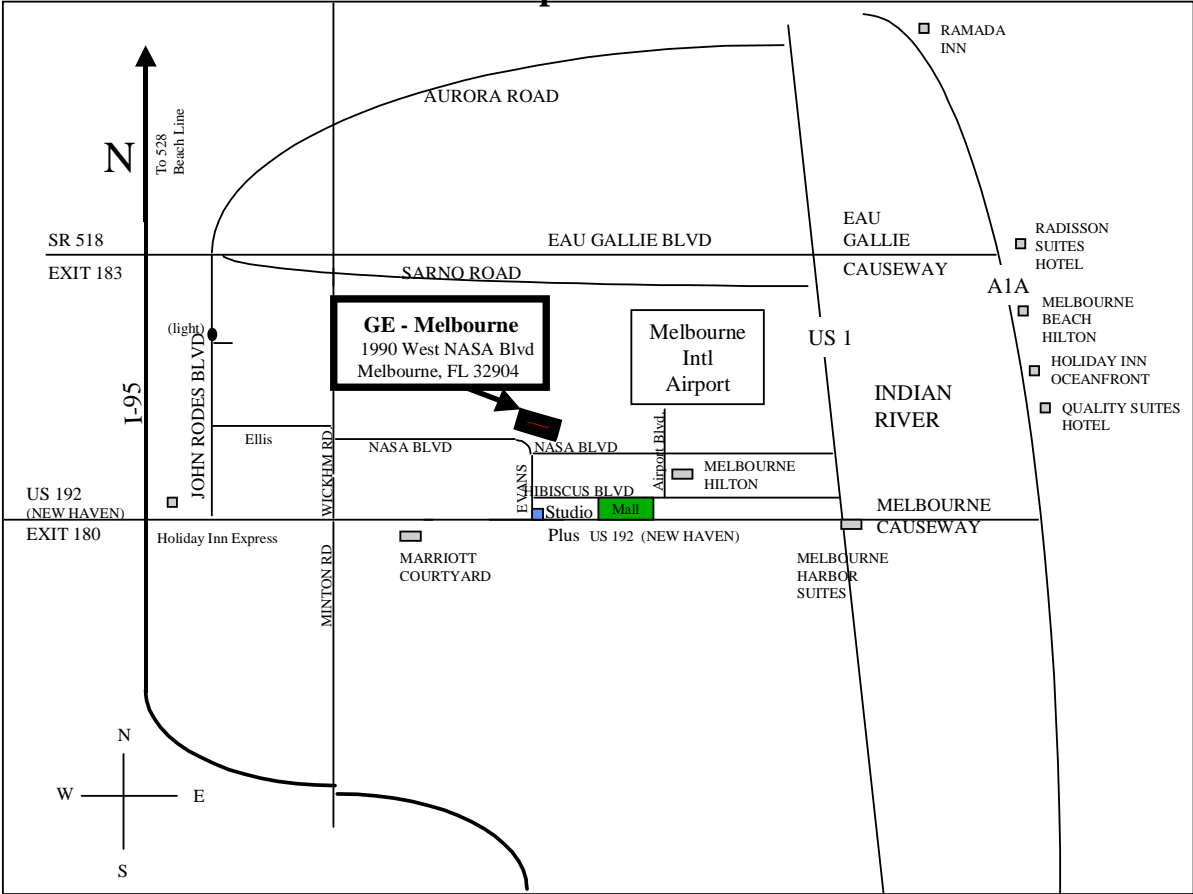 RAMADA
INN
AURORA ROAD
To 528
Beach Line
N
SR 518
EAU GALLIE BLVD
EAU
GALLIE
CAUSEWAY
RADISSON
SUITES
HOTEL
EXIT 183
SARNO ROAD
A1A
GE - Melbourne
1990 West NASA Blvd
Melbourne, FL 32904
Melbourne
Intl
Airport
MELBOURNE
BEACH
HILTON
(light)
US 1
HOLIDAY INN
OCEANFRONT
I-95
JOHN RODES BLVD
INDIAN
RIVER
QUALITY SUITES
HOTEL
Ellis
WICKHM RD.
NASA BLVD
NASA BLVD
Airport Blvd.
MELBOURNE
HILTON
EVANS
HIBISCUS BLVD
US 192
(NEW HAVEN)
Studio
Plus
Mall
MELBOURNE
CAUSEWAY
EXIT 180
Holiday Inn Express
US 192 (NEW HAVEN)
MARRIOTT
COURTYARD
MELBOURNE
HARBOR
SUITES
MINTON RD
N
W
E
S